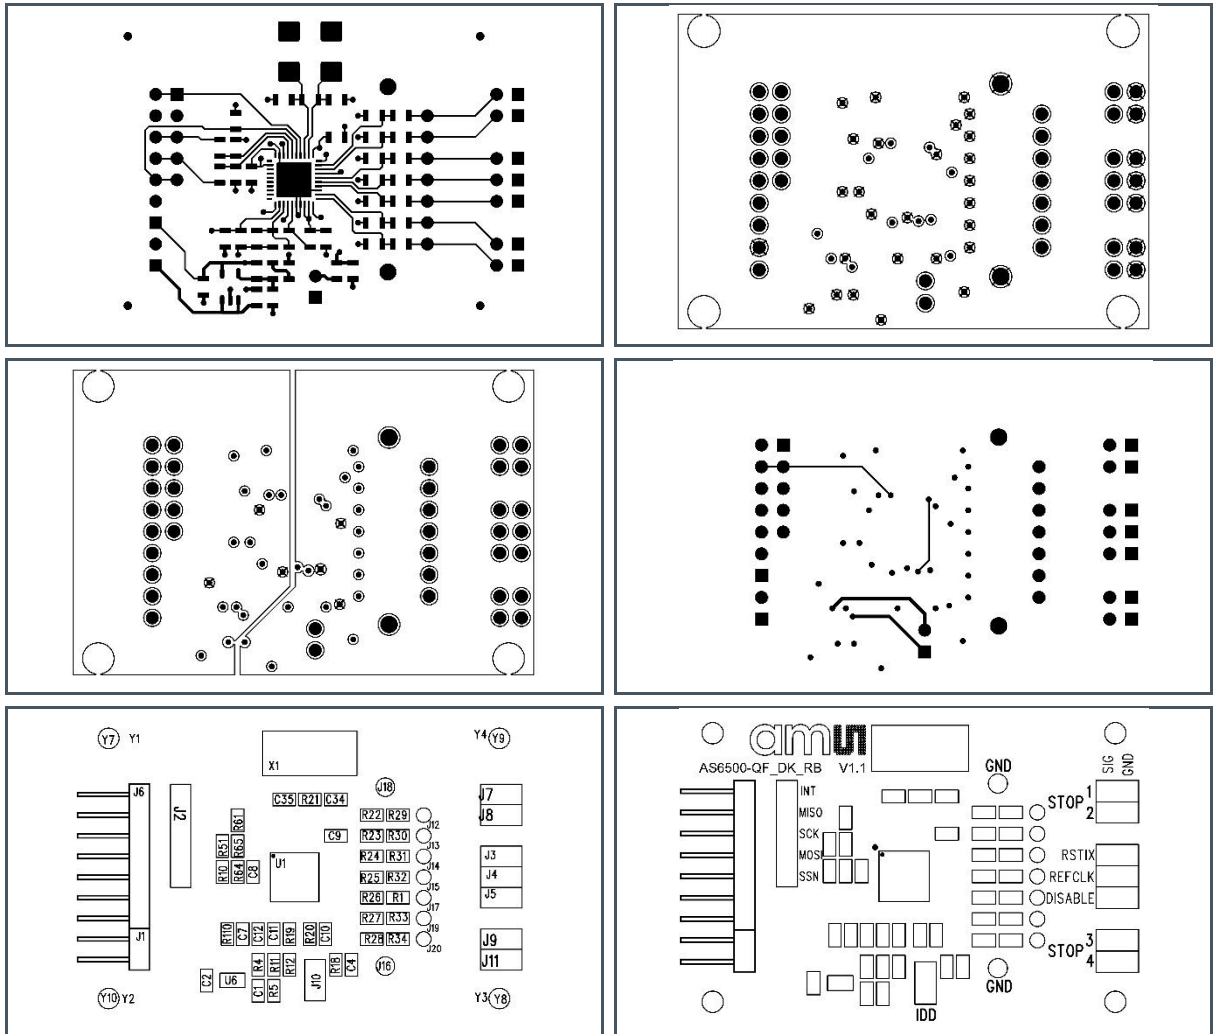 Y7 Y1
Y4 Y9
X1
J6
J2
J18
C35 R21 C34
J7
J8
R22 R29
J12
R61
C9
R23 R30
J13
R51
R65
J3
R24 R31
J14
U1
R10
R64
C8
J4
R25 R32
J15
J5
R26 R1
J17
R27 R33
J19
J1
R110
C7
C12
C11
R19
R20
C10
R28 R34
J20
J9
J11
R4
R11
R12
R18
C4
J16
C2
U6
C1
R5
J10
Y10 Y2
Y3 Y8
am
AS6500-QF_DK_RB V1.1
GND
SIG
GND
INT
STOP 1
2
MISO
SCK
MOSI
RSTIX
SSN
REFCLK
DISABLE
STOP 3
4
GND
IDD